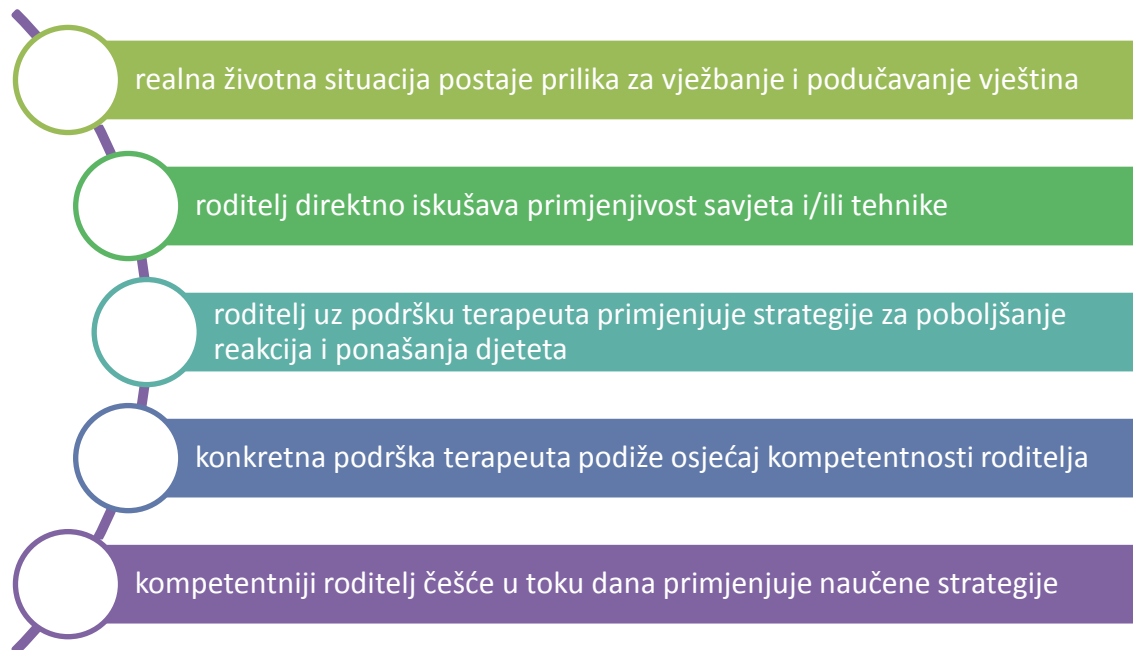 realna životna situacija postaje prilika za vježbanje i podučavanje vještina
roditelj direktno iskušava primjenjivost savjeta i/ili tehnike
roditelj uz podršku terapeuta primjenjuje strategije za poboljšanje
reakcija i ponašanja djeteta
konkretna podrška terapeuta podiže osjećaj kompetentnosti roditelja
kompetentniji roditelj češće u toku dana primjenjuje naučene strategije